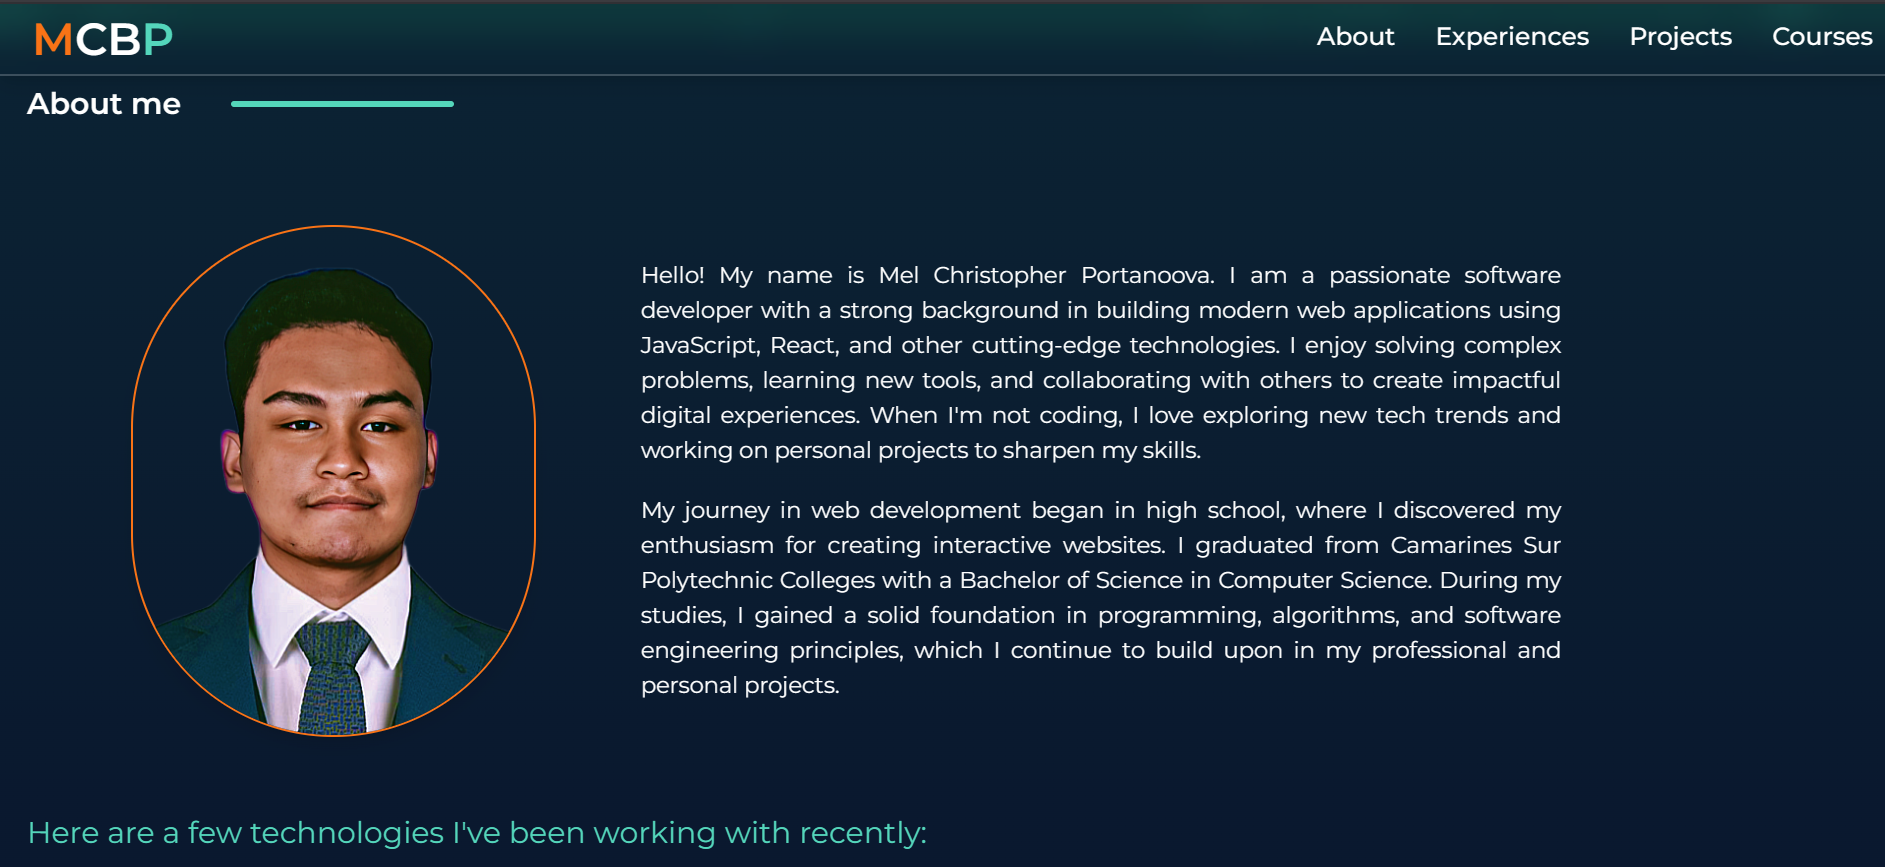 MCBP
About Experiences Projects Courses
About me
Hello! My name is Mel Christopher Portanoova. I am a passionate software
developer with a strong background in building modern web applications using
JavaScript, React, and other cutting-edge technologies. I enjoy solving complex
problems, learning new tools, and collaborating with others to create impactful
digital experiences. When I'm not coding, I love exploring new tech trends and
working on personal projects to sharpen my skills.
My journey in web development began in high school, where I discovered my
enthusiasm for creating interactive websites. I graduated from Camarines Sur
Polytechnic Colleges with a Bachelor of Science in Computer Science. During my
studies, I gained a solid foundation in programming, algorithms, and software
engineering principles, which I continue to build upon in my professional and
personal projects.
Here are a few technologies I've been working with recently: